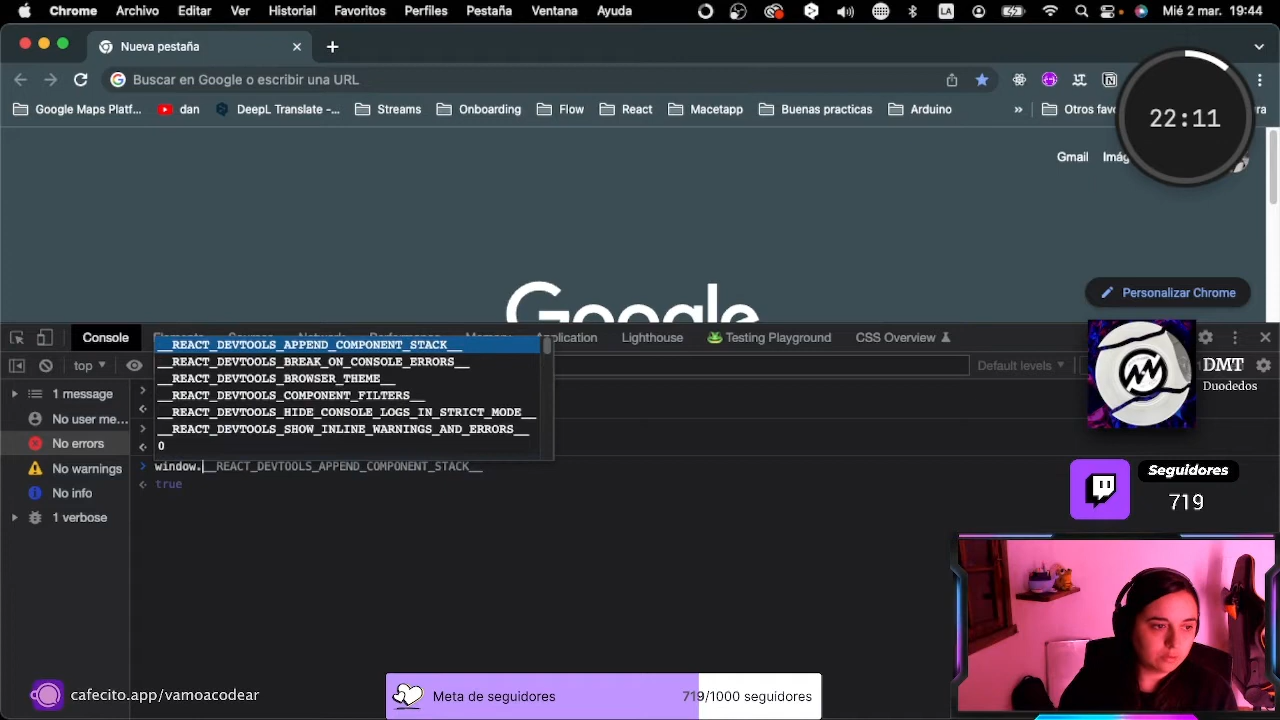 Chrome Archivo Editar Ver Historial Favoritos Perfiles Pestaña Ventana Ayuda LA Mié 2 mar. 19:44
Nueva pestaña
Buscar en Google o escribir una URL
Google Maps Platf... dan DeepL Translate -... Streams Onboarding Flow React Macetapp Buenas practicas Arduino » Otros favo
22:11
Gmail Imág
Google
Personalizar Chrome
Console Lighthouse Testing Playground CSS Overview
top Default levels
__REACT_DEVTOOLS_APPEND_COMPONENT_STACK__
__REACT_DEVTOOLS_BREAK_ON_CONSOLE_ERRORS__
__REACT_DEVTOOLS_BROWSER_THEME__
__REACT_DEVTOOLS_COMPONENT_FILTERS__
__REACT_DEVTOOLS_HIDE_CONSOLE_LOGS_IN_STRICT_MODE__
__REACT_DEVTOOLS_SHOW_INLINE_WARNINGS_AND_ERRORS__
0
window.__REACT_DEVTOOLS_APPEND_COMPONENT_STACK__
true
1 message
No user me...
No errors
No warnings
No info
1 verbose
DMT
Duodedos
Seguidores
719
cafecito.app/vamoacodear
Meta de seguidores 719/1000 seguidores